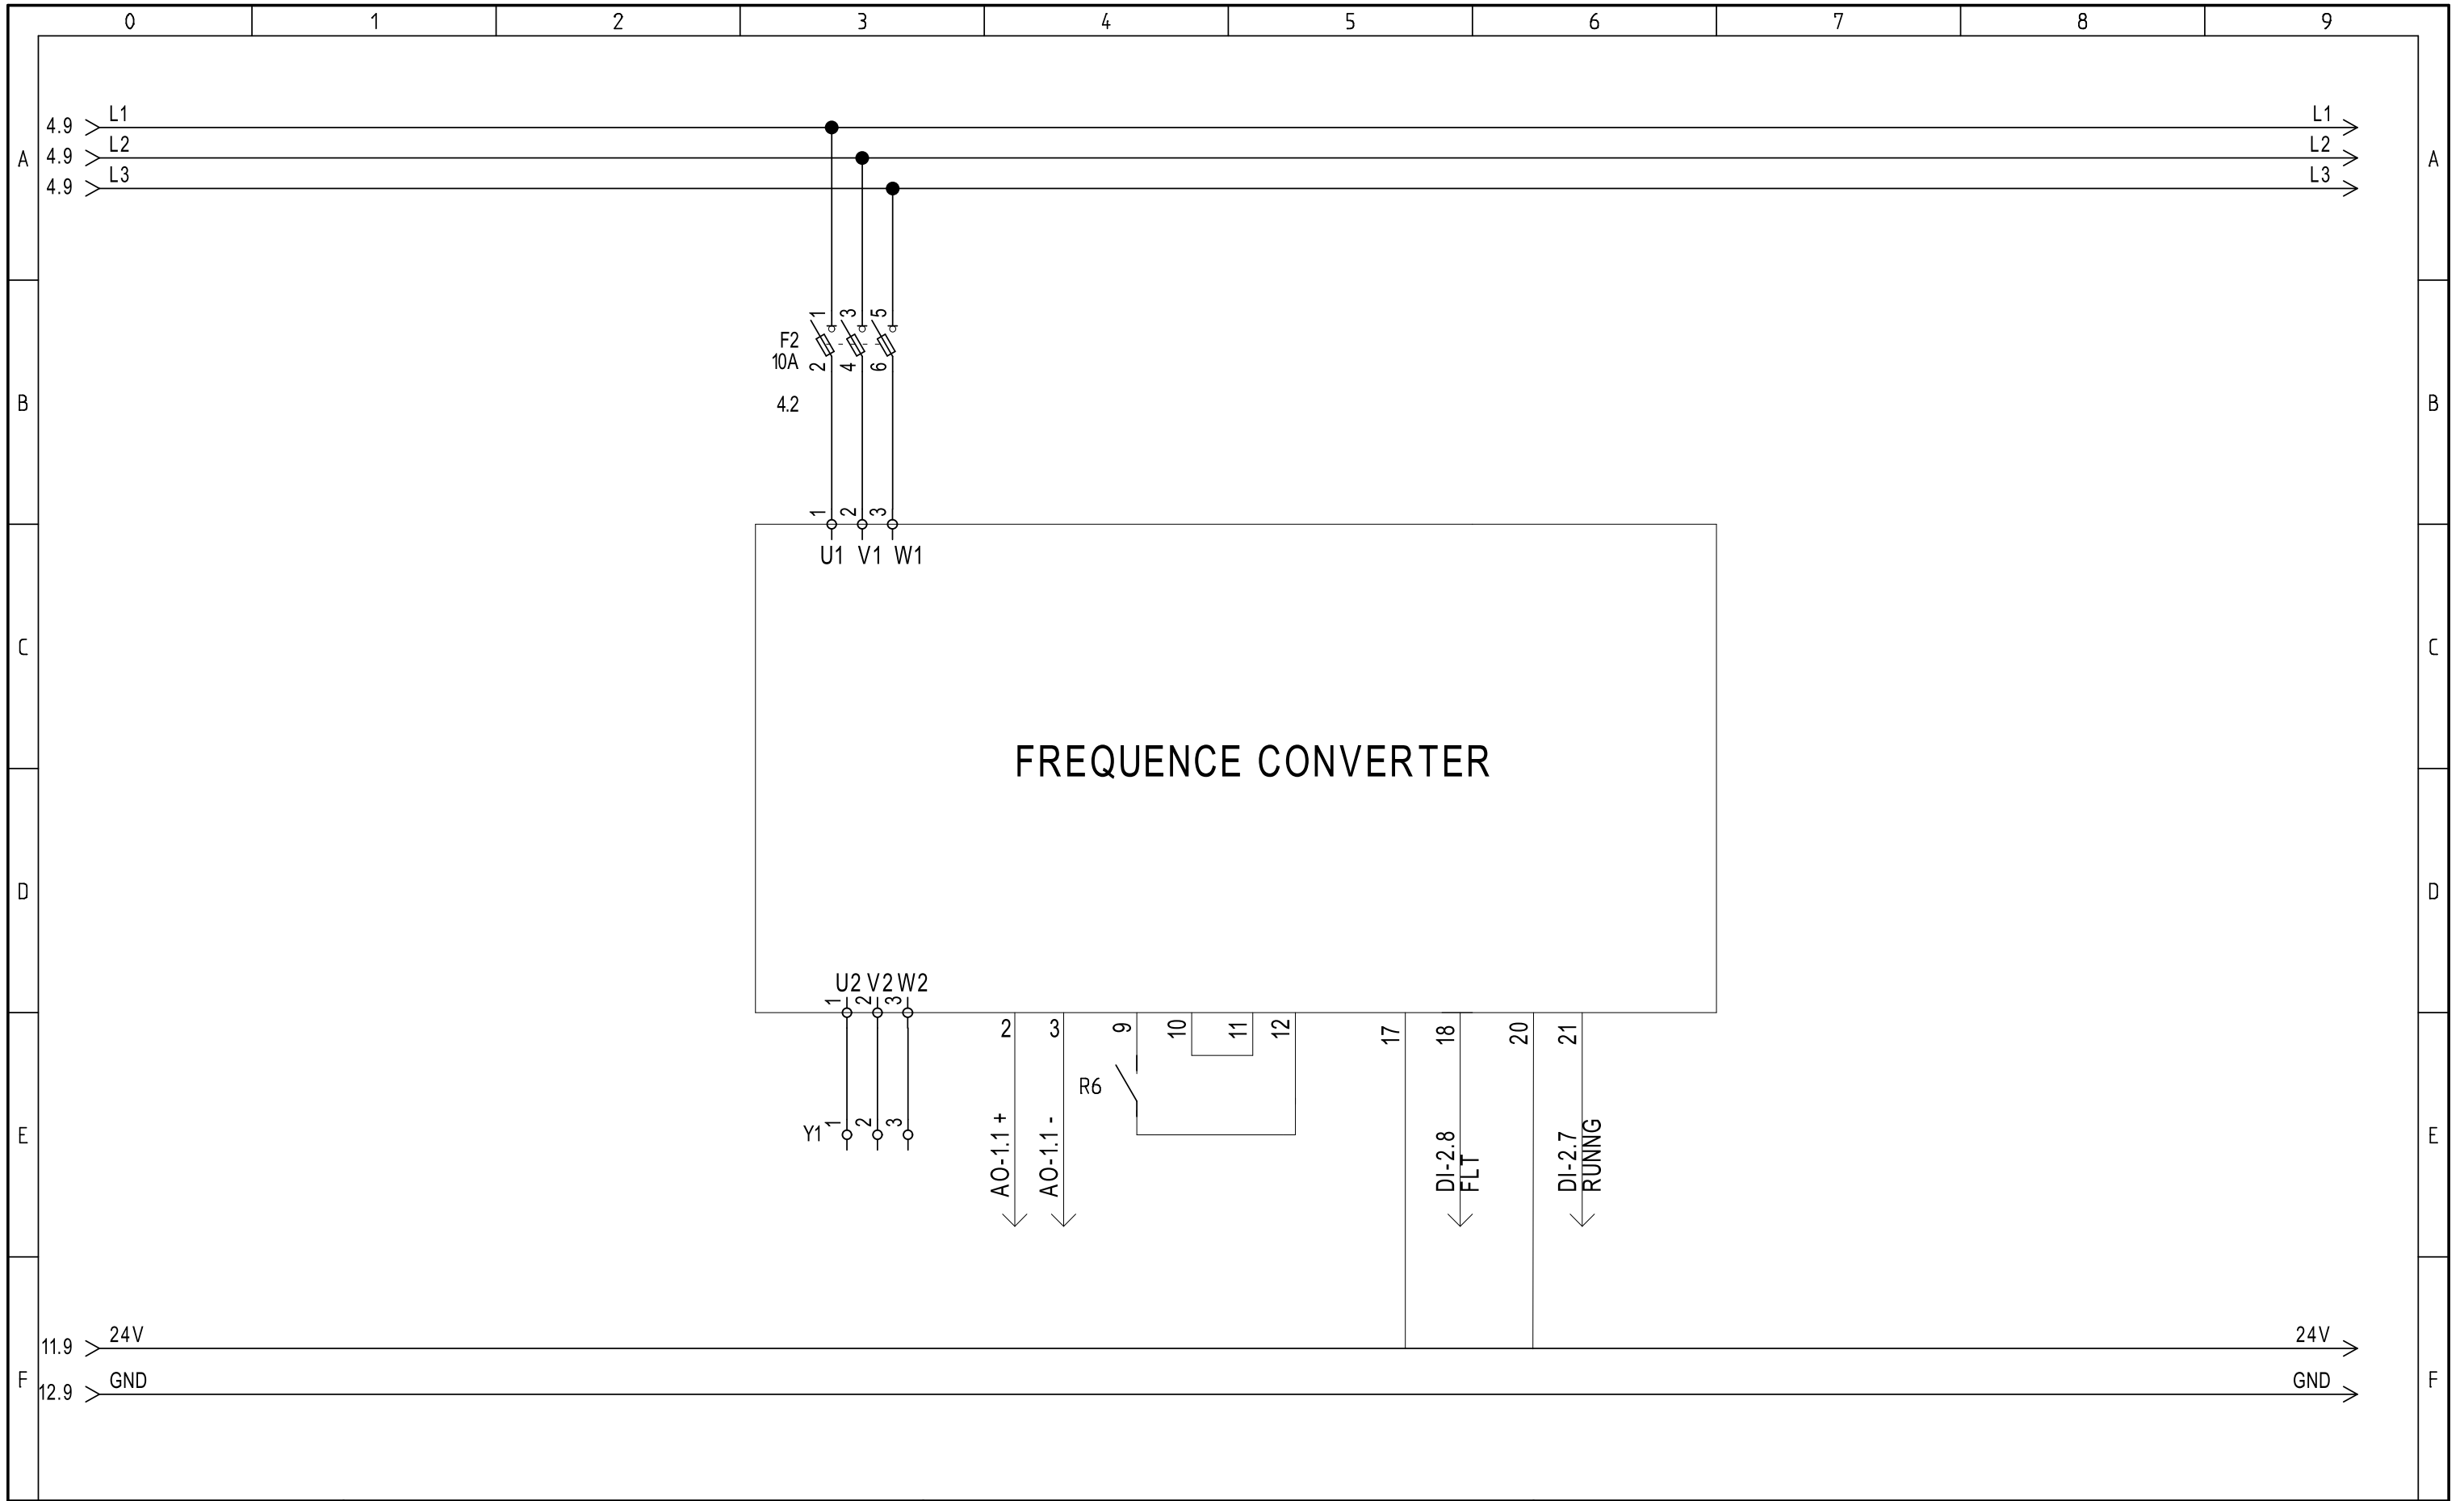 0 1 2 3 4 5 6 7 8 9
L1 L1
4.9
A L2 L2 A
4.9
L3 L3
4.9
1 3 5
F2
10A
2 4 6
B 4.2 B
1 2 3
U1 V1 W1
C C
FREQUENCE CONVERTER
D D
U2 V2 W2
1 2 3
2 3 9 10 11 12 17 18 20 21
R6
E Y1 1 2 3 E
AO-1.1 +
AO-1.1 -
DI-2.8
FLT
DI-2.7
RUNING
24V 24V
11.9
F GND GND F
12.9